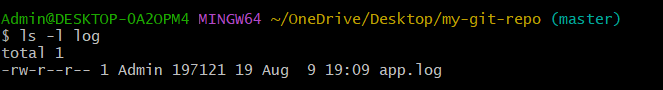 Admin@DESKTOP-OA2OPM4 MINGW64 ~/OneDrive/Desktop/my-git-repo (master)
$ ls -l log
total 1
-rw-r--r-- 1 Admin 197121 19 Aug  9 19:09 app.log